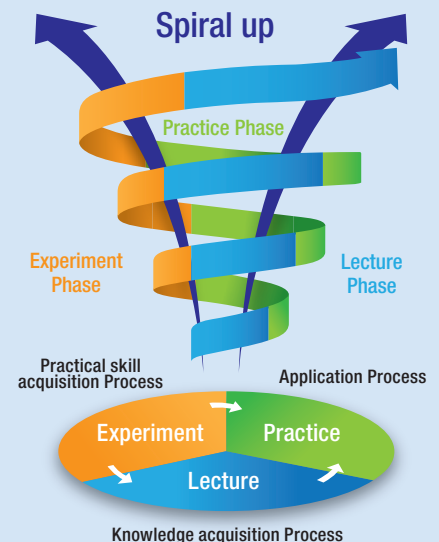 Spiral up
Practice Phase
Experiment
Phase
Lecture
Phase
Practical skill
acquisition Process
Application Process
Experiment
Practice
Lecture
Knowledge acquisition Process